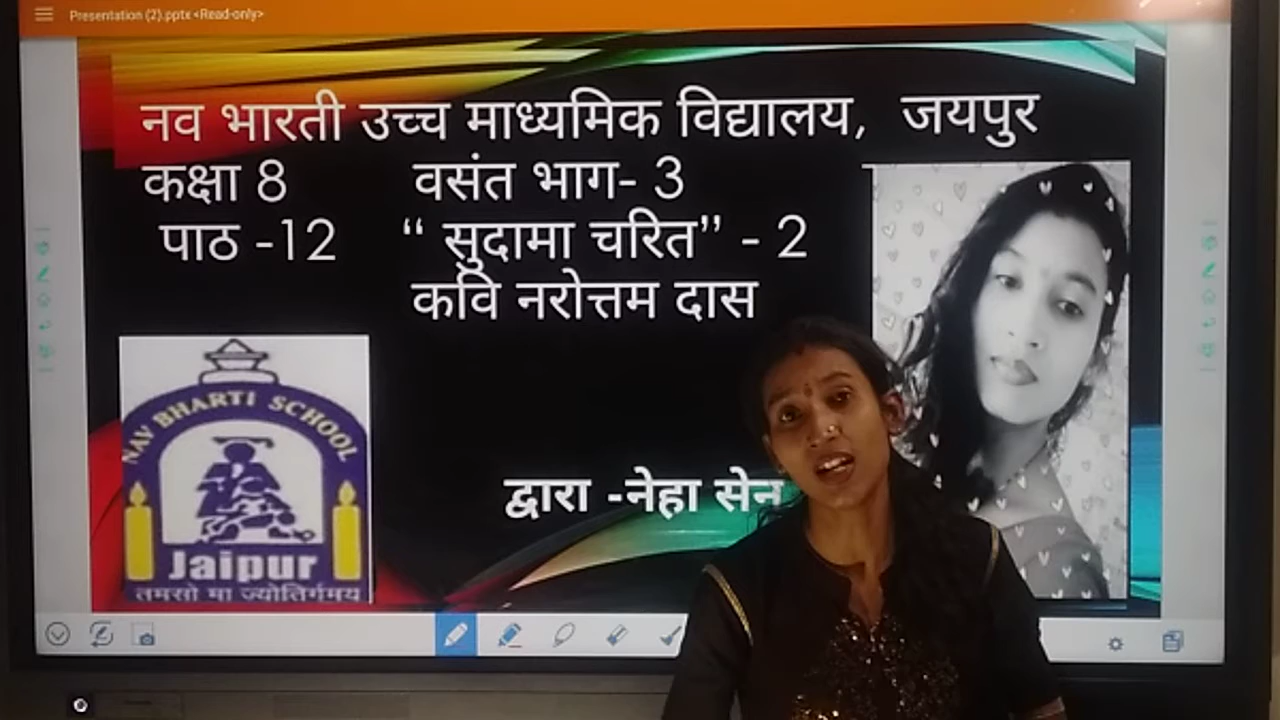 Presentation (2).pptx <Read-only>
नव भारती उच्च माध्यमिक विद्यालय, जयपुर
कक्षा 8 वसंत भाग- 3
पाठ -12 “ सुदामा चरित” - 2
कवि नरोत्तम दास
NAV BHARTI SCHOOL
द्वारा -नेहा सेन
Jaipur
तमसो मा ज्योतिर्गमय